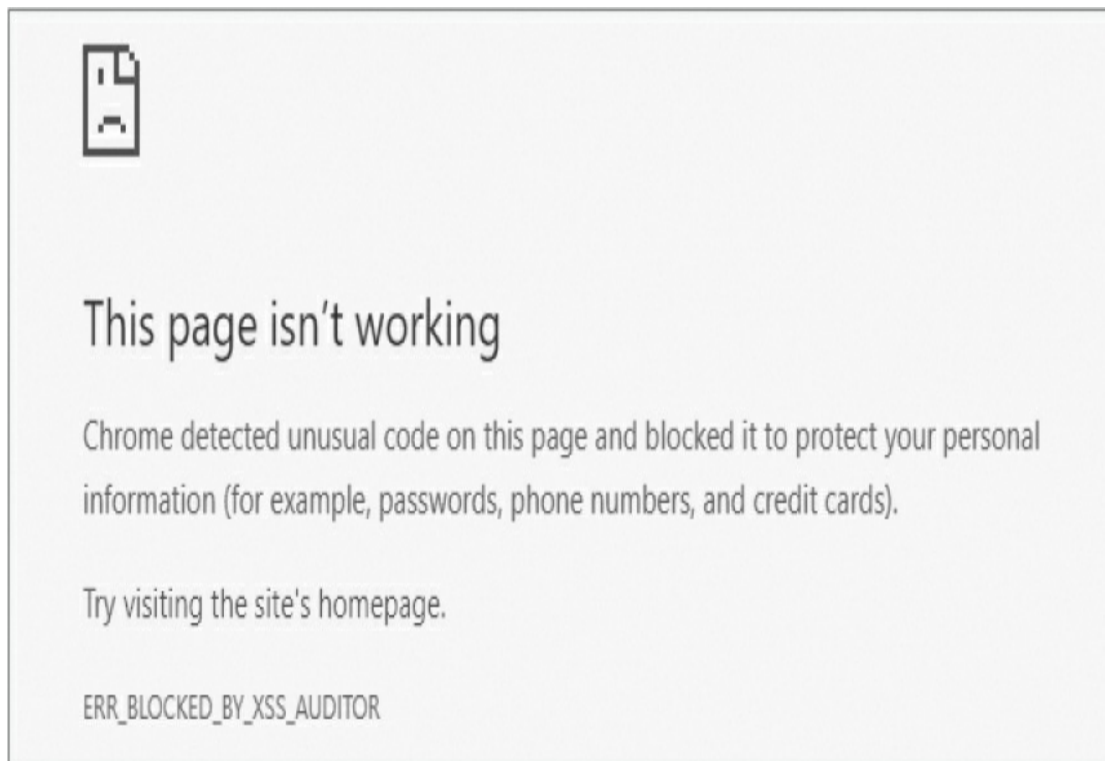 This page isn’t working
Chrome detected unusual code on this page and blocked it to protect your personal
information (for example, passwords, phone numbers, and credit cards).
Try visiting the site's homepage.
ERR_BLOCKED_BY_XSS_AUDITOR